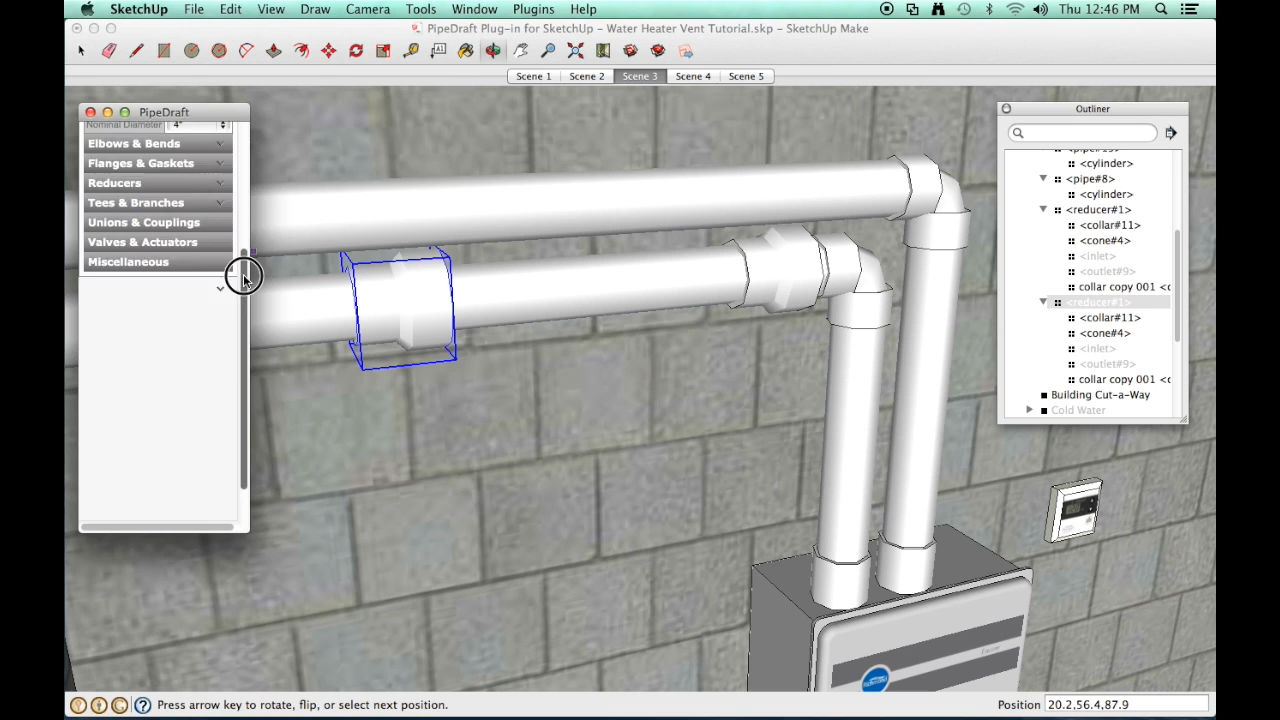 SketchUp File Edit View Draw Camera Tools Window Plugins Help Thu 12:46 PM
PipeDraft Plug-in for SketchUp – Water Heater Vent Tutorial.skp – SketchUp Make
Scene 1 Scene 2 Scene 3 Scene 4 Scene 5
PipeDraft
Nominal Diameter 4"
Elbows & Bends
Flanges & Gaskets
Reducers
Tees & Branches
Unions & Couplings
Valves & Actuators
Miscellaneous
Outliner
<cylinder>
<pipe#8>
<cylinder>
<reducer#1>
<collar#11>
<cone#4>
<inlet>
<outlet#9>
collar copy 001 <c
<reducer#1>
<collar#11>
<cone#4>
<inlet>
<outlet#9>
collar copy 001 <c
Building Cut-a-Way
Cold Water
Press arrow key to rotate, flip, or select next position. Position 20.2,56.4,87.9